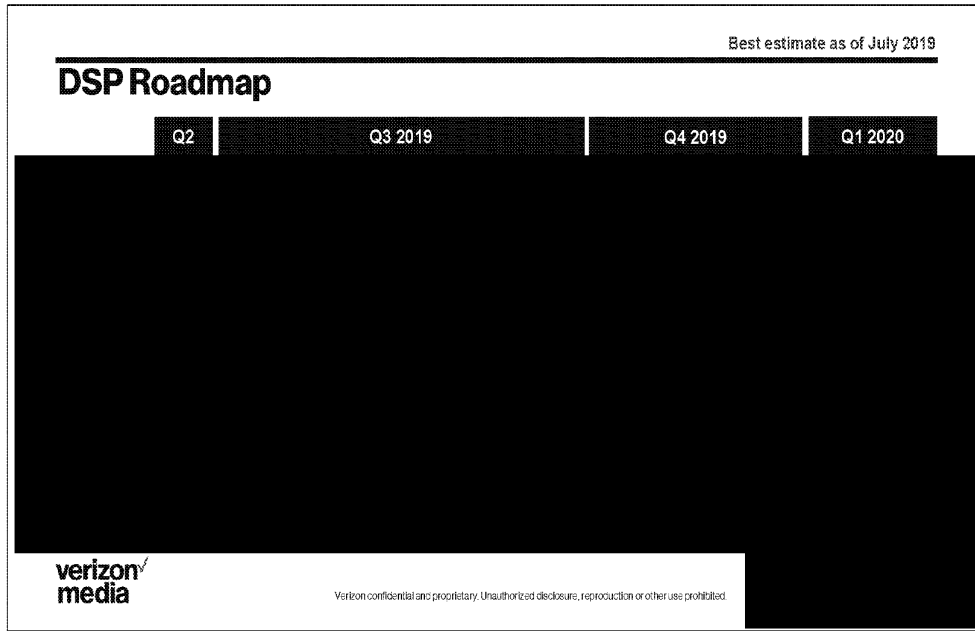 Best estimate as of July 2019
DSP Roadmap
Q2 Q3 2019 Q4 2019 Q1 2020
verizon✓
media
Verizon confidential and proprietary. Unauthorized disclosure, reproduction or other use prohibited.